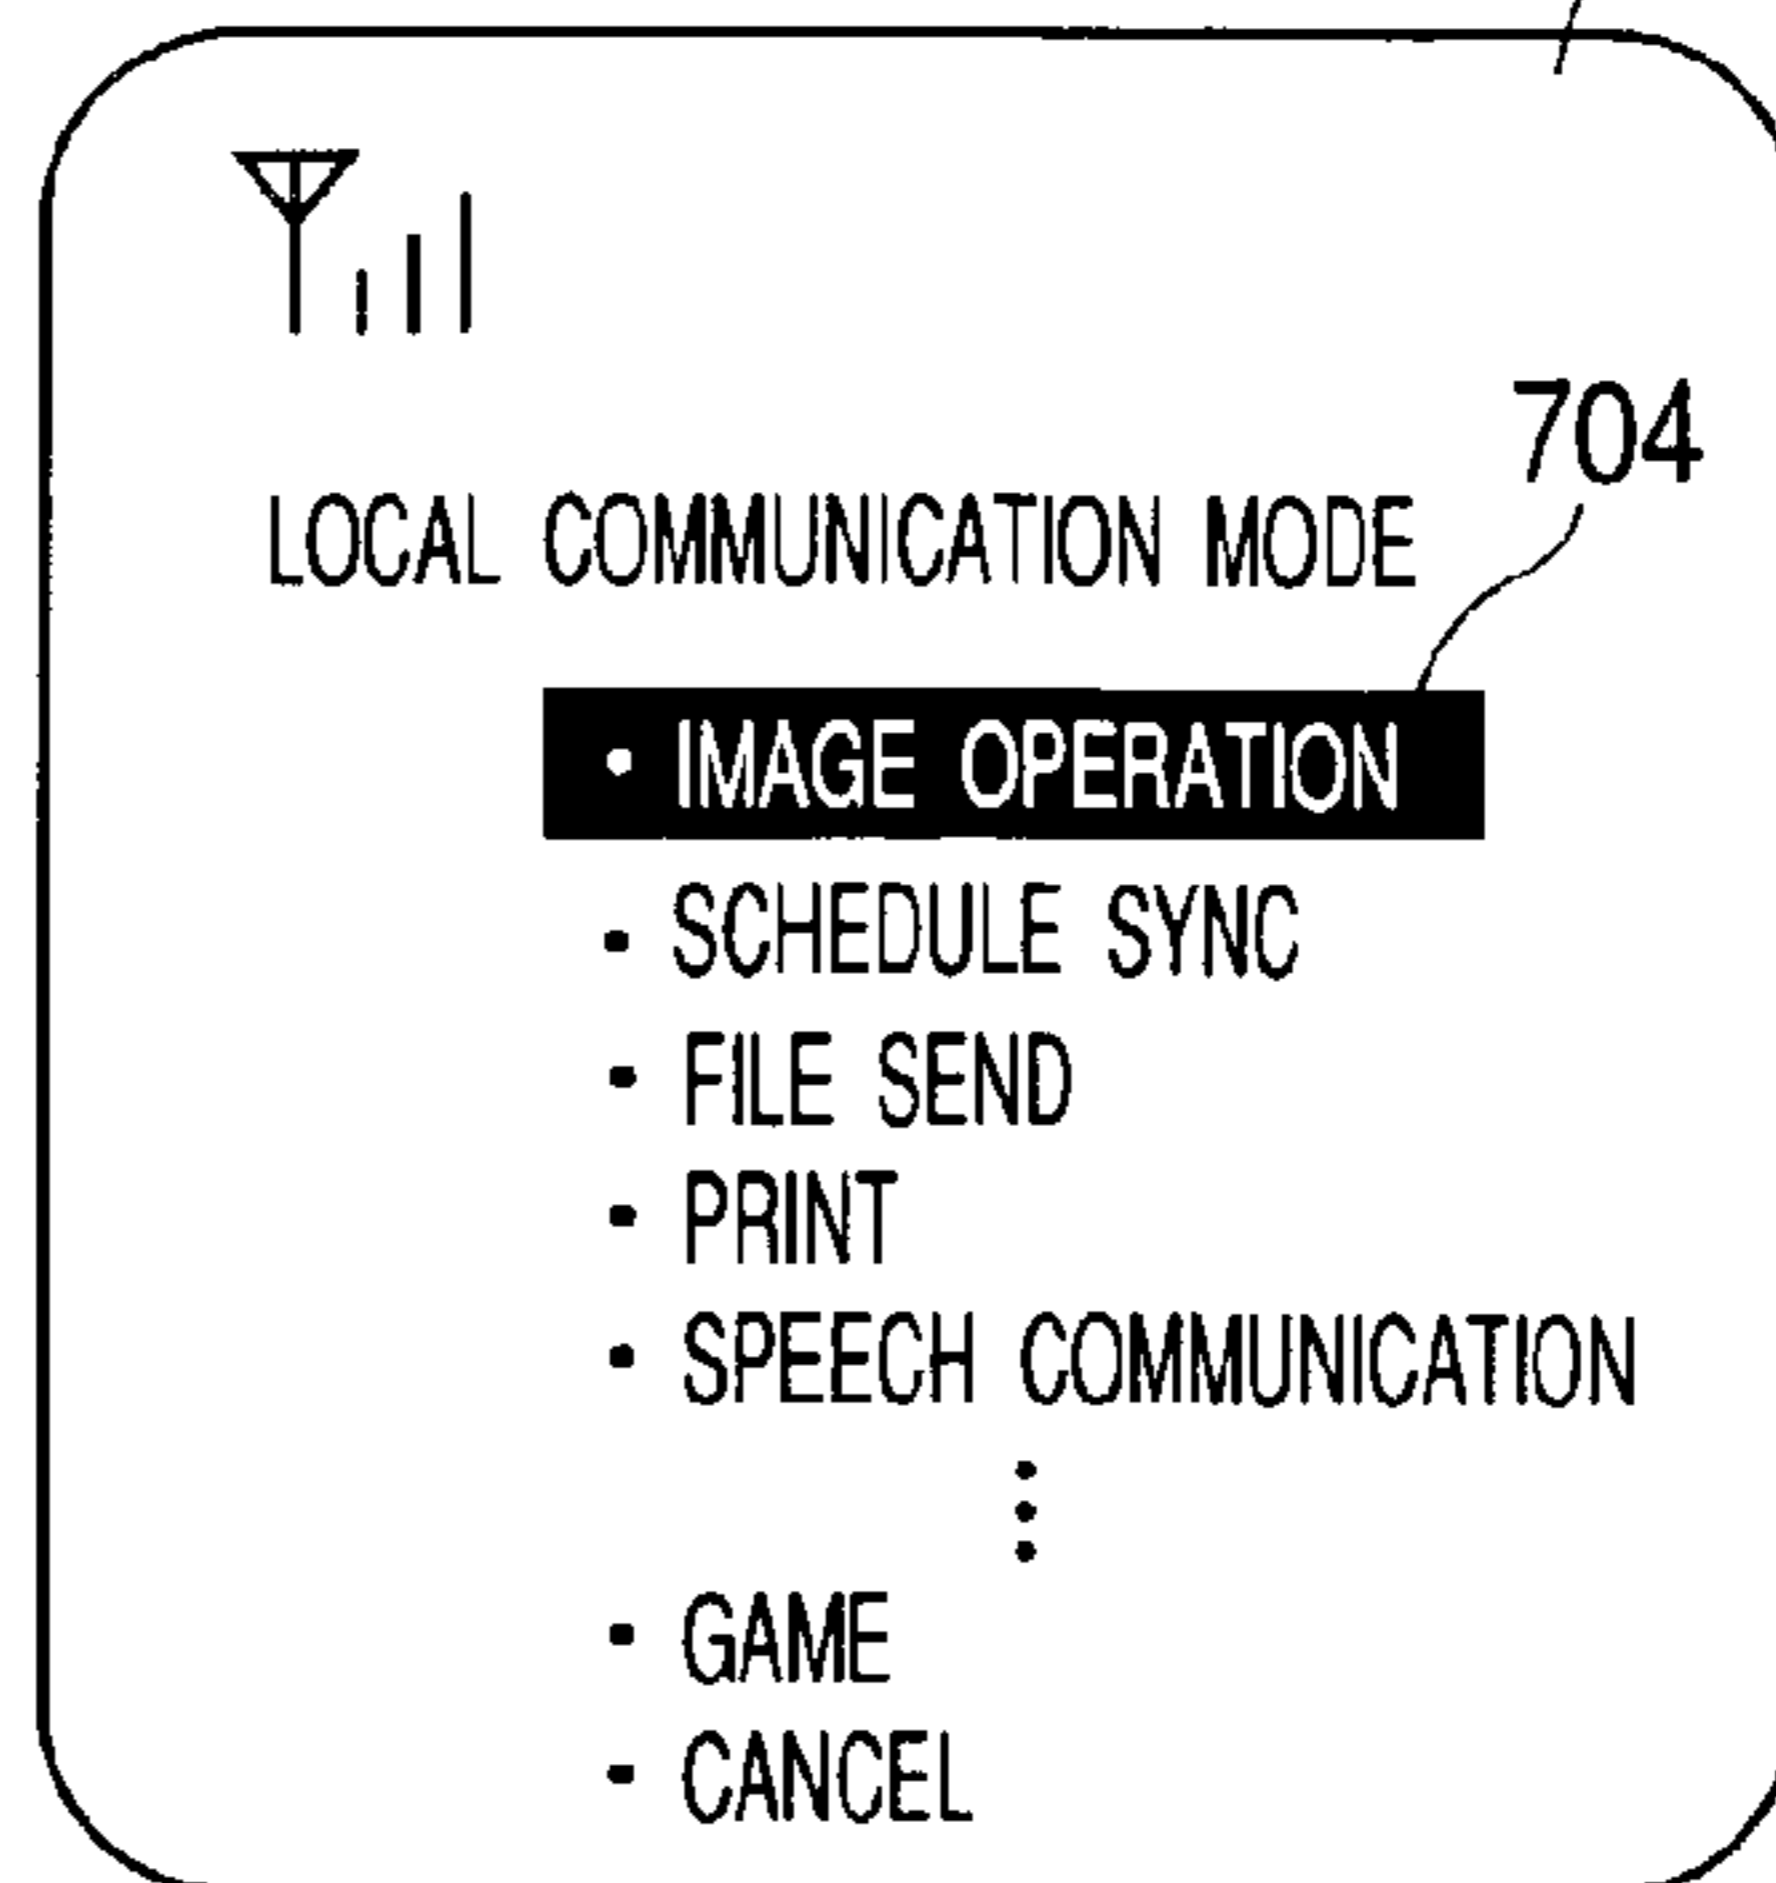 704
LOCAL COMMUNICATION MODE
• IMAGE OPERATION
• SCHEDULE SYNC
• FILE SEND
• PRINT
• SPEECH COMMUNICATION
• GAME
• CANCEL